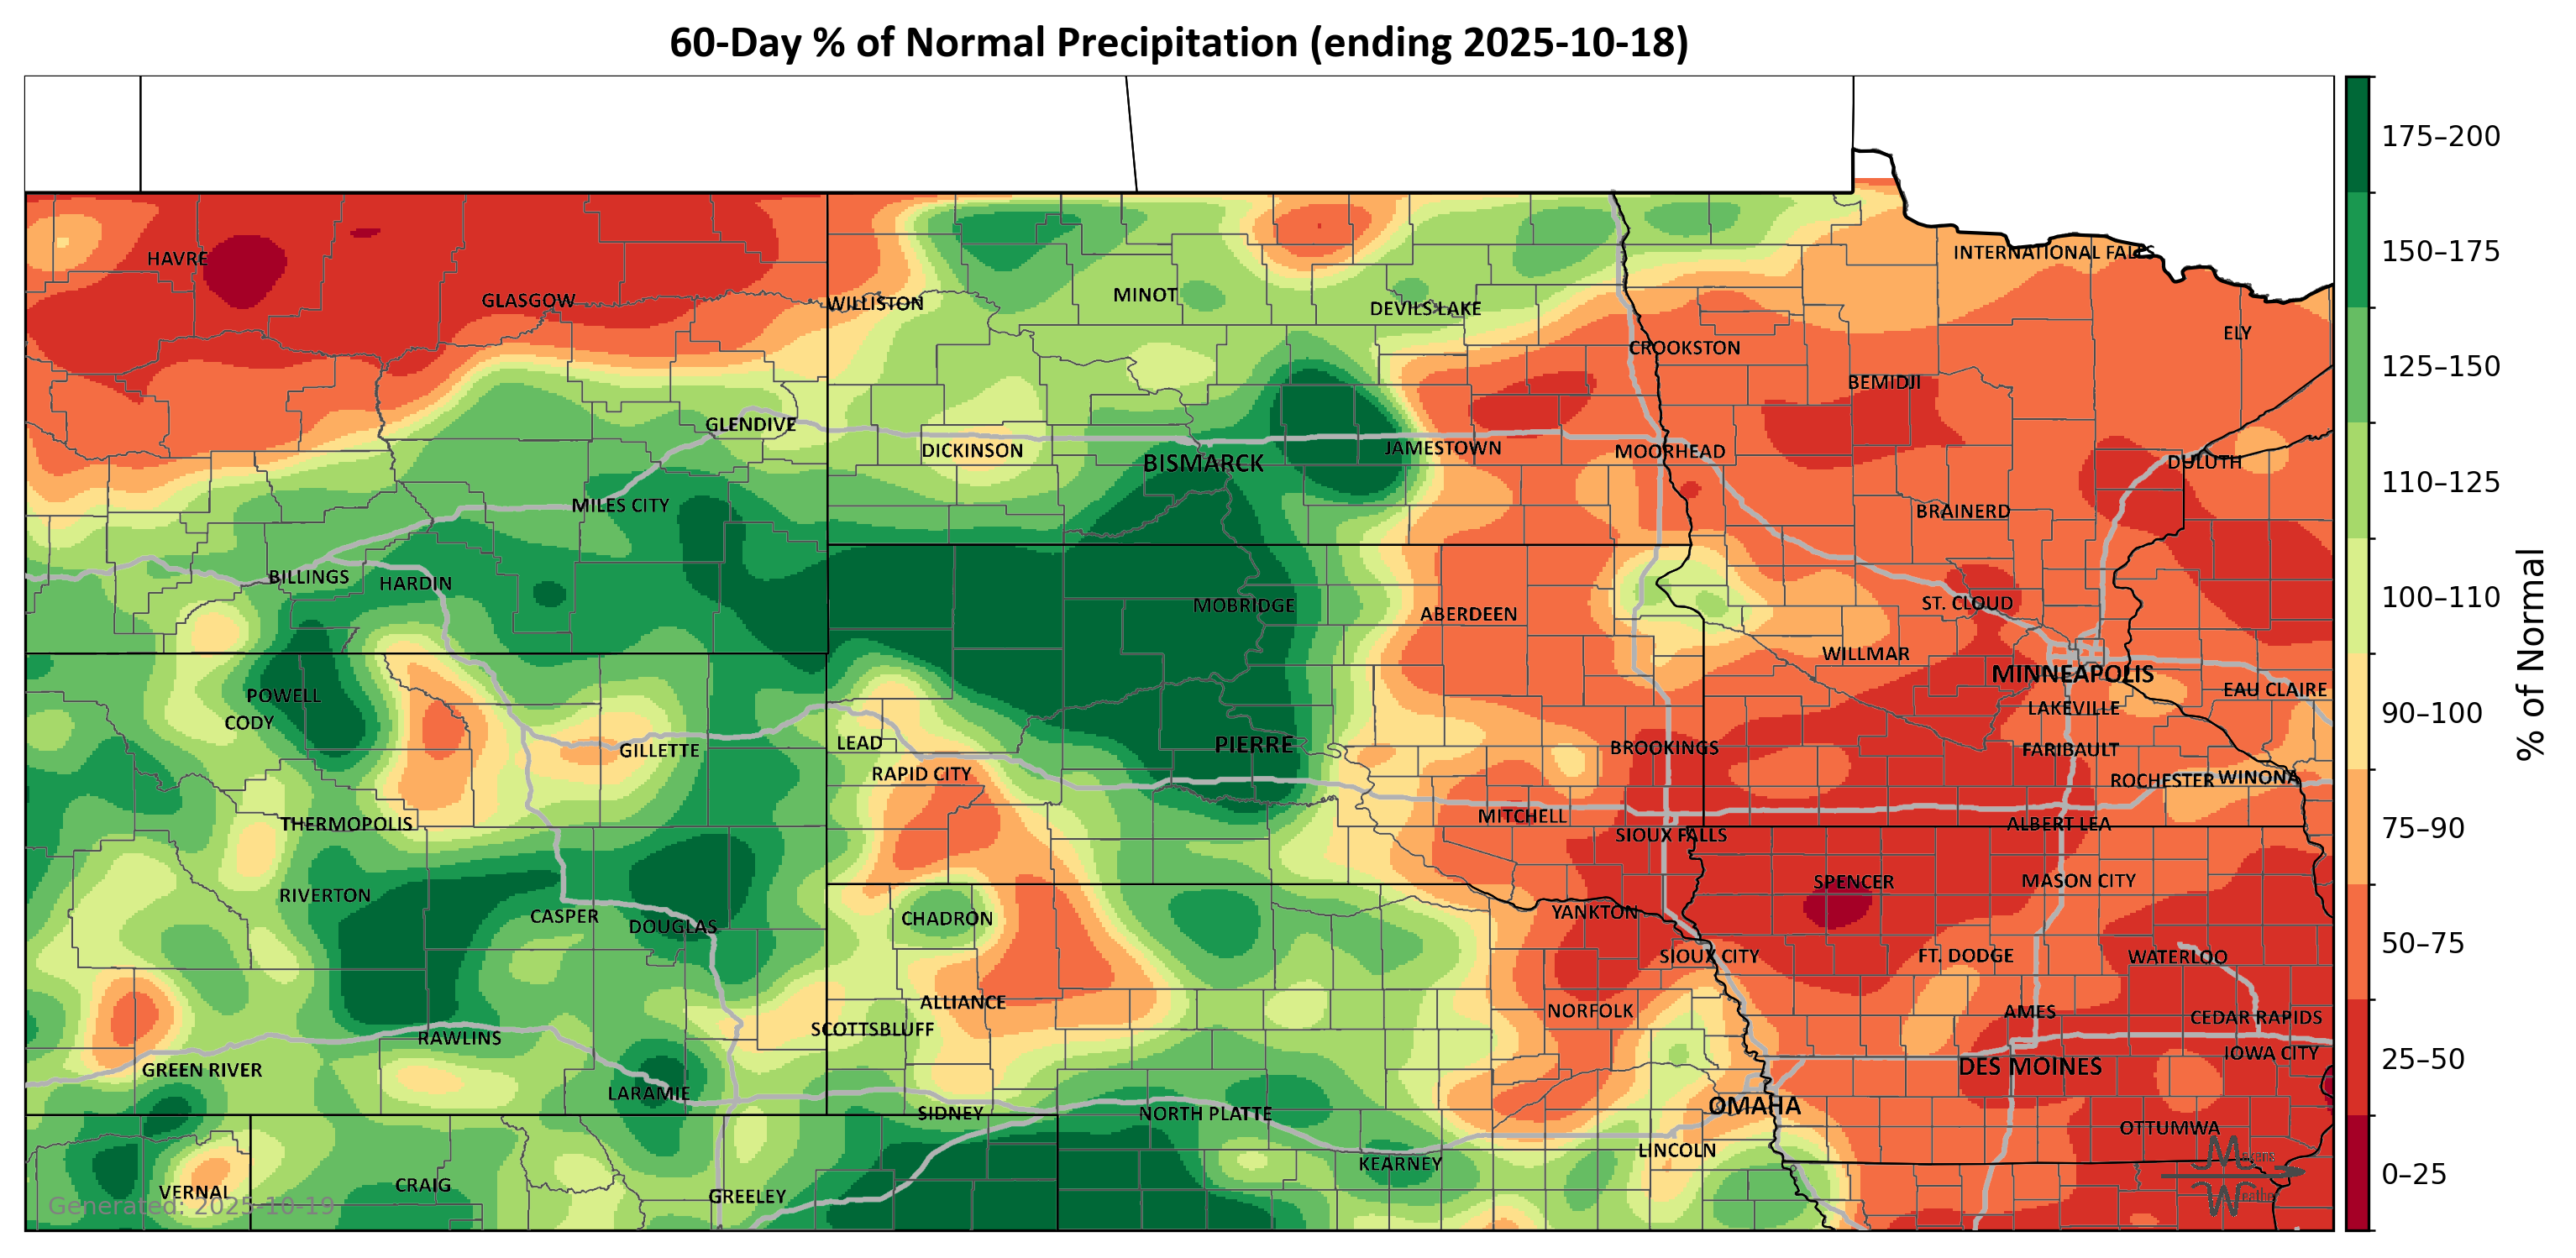 60-Day % of Normal Precipitation (ending 2025-10-18)
175–200
150–175
125–150
110–125
100–110
90–100
75–90
50–75
25–50
0–25
% of Normal
HAVRE
GLASGOW
WILLISTON
MINOT
DEVILS LAKE
INTERNATIONAL FALLS
ELY
CROOKSTON
BEMIDJI
GLENDIVE
DICKINSON
BISMARCK
JAMESTOWN
MOORHEAD
DULUTH
MILES CITY
BRAINERD
BILLINGS
HARDIN
MOBRIDGE
ABERDEEN
ST. CLOUD
WILLMAR
MINNEAPOLIS
EAU CLAIRE
POWELL
CODY
LAKEVILLE
GILLETTE
LEAD
PIERRE
BROOKINGS
FARIBAULT
RAPID CITY
ROCHESTER
WINONA
THERMOPOLIS
MITCHELL
SIOUX FALLS
ALBERT LEA
RIVERTON
SPENCER
MASON CITY
CASPER
DOUGLAS
CHADRON
YANKTON
SIOUX CITY
FT. DODGE
WATERLOO
ALLIANCE
NORFOLK
AMES
CEDAR RAPIDS
SCOTTSBLUFF
RAWLINS
GREEN RIVER
DES MOINES
IOWA CITY
LARAMIE
SIDNEY
NORTH PLATTE
OMAHA
OTTUMWA
LINCOLN
KEARNEY
VERNAL
CRAIG
GREELEY
Generated: 2025-10-19
Mavens
Weather